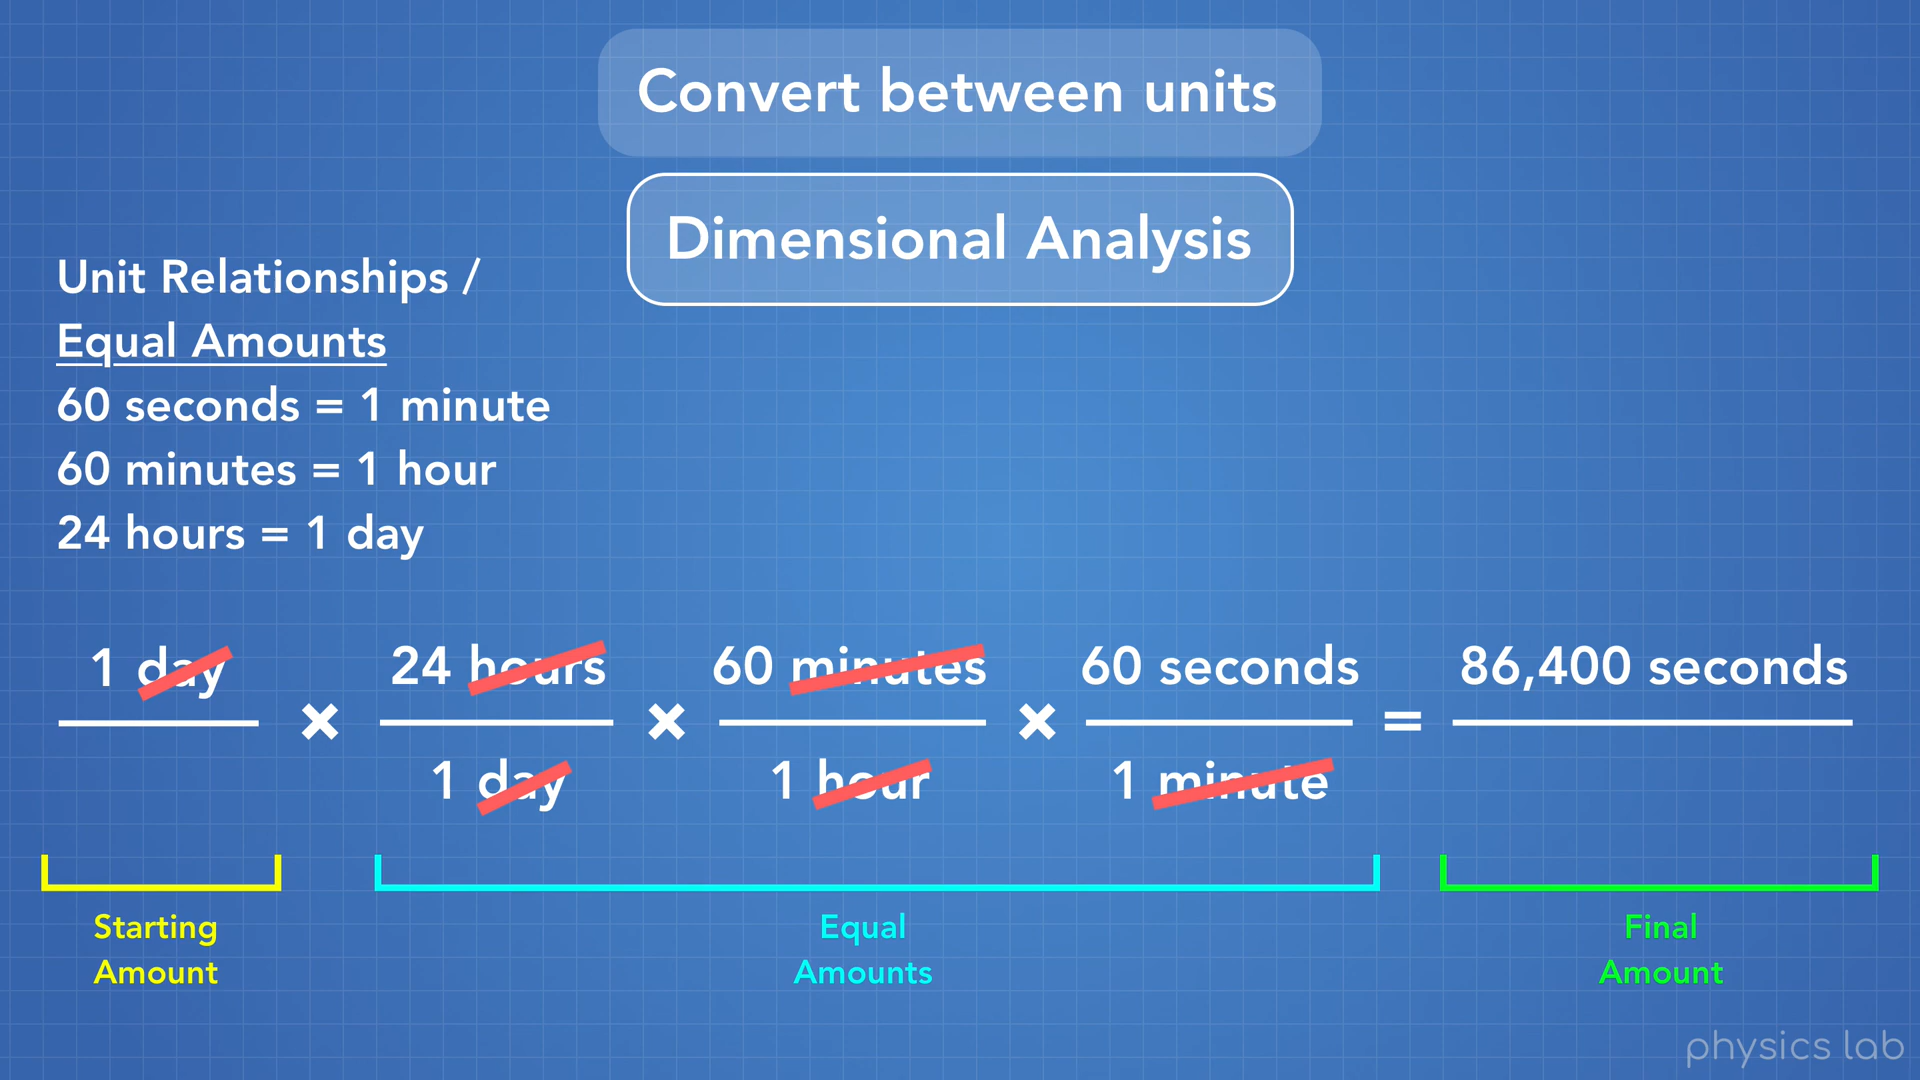 Convert between units
Dimensional Analysis
Unit Relationships /
Equal Amounts
60 seconds = 1 minute
60 minutes = 1 hour
24 hours = 1 day
1 day × 24 hours × 60 minutes × 60 seconds = 86,400 seconds
1 day 1 hour 1 minute
Starting Amount
Equal Amounts
Final Amount
physics lab